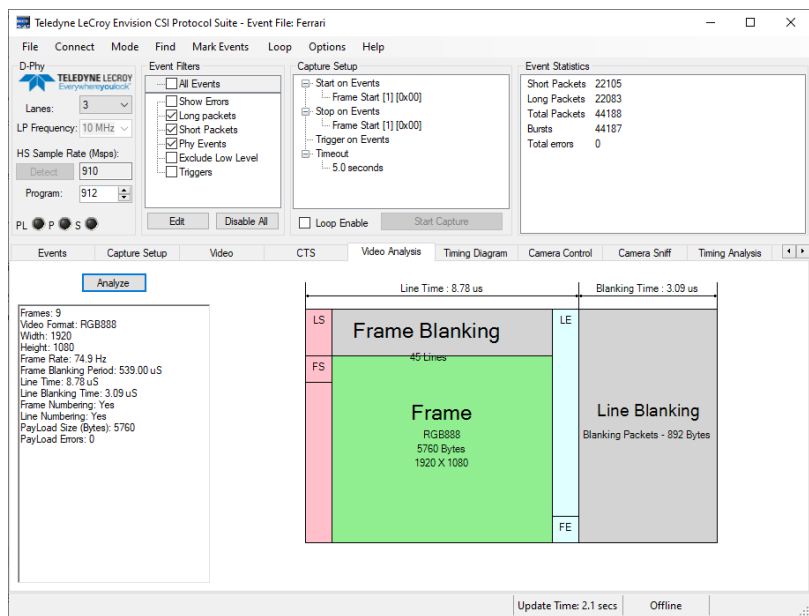 Teledyne LeCroy Envision CSI Protocol Suite - Event File: Ferrari
File Connect Mode Find Mark Events Loop Options Help
D-Phy
TELEDYNE LECROY
Everywhereyoulook
Lanes: 3
LP Frequency: 10 MHz
HS Sample Rate (Msps):
Detect 910
Program: 912
PL P S
Event Filters
All Events
Show Errors
Long packets
Short Packets
Phy Events
Exclude Low Level
Triggers
Edit Disable All
Capture Setup
Start on Events
Frame Start [1] [0x00]
Stop on Events
Frame Start [1] [0x00]
Trigger on Events
Timeout
5.0 seconds
Loop Enable Start Capture
Event Statistics
Short Packets 22105
Long Packets 22083
Total Packets 44188
Bursts 44187
Total errors 0
Events Capture Setup Video CTS Video Analysis Timing Diagram Camera Control Camera Sniff Timing Analysis
Analyze
Frames: 9
Video Format: RGB888
Width: 1920
Height: 1080
Frame Rate: 74.9 Hz
Frame Blanking Period: 539.00 uS
Line Time: 8.78 uS
Line Blanking Time: 3.09 uS
Frame Numbering: Yes
Line Numbering: Yes
PayLoad Size (Bytes): 5760
PayLoad Errors: 0
Line Time : 8.78 us Blanking Time : 3.09 us
LS Frame Blanking LE
45 Lines
FS
Frame
RGB888
5760 Bytes
1920 X 1080
Line Blanking
Blanking Packets - 892 Bytes
FE
Update Time: 2.1 secs Offline